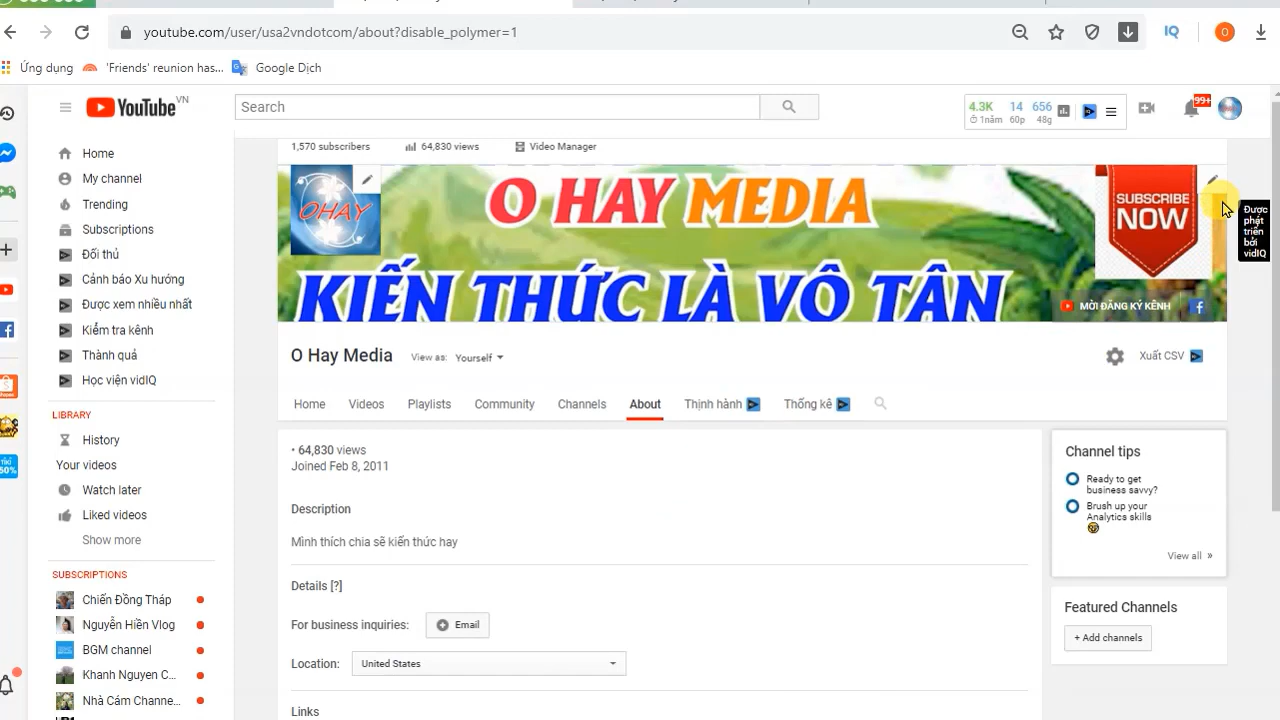 youtube.com/user/usa2vndotcom/about?disable_polymer=1
IQ
O
Ứng dụng
'Friends' reunion has...
Google Dịch
YouTube VN
Search
4.3K 14 656
1năm 60p 48g
99+
Home
My channel
Trending
Subscriptions
Đối thủ
Cảnh báo Xu hướng
Được xem nhiều nhất
Kiểm tra kênh
Thành quả
Học viện vidIQ
LIBRARY
History
Your videos
Watch later
Liked videos
Show more
SUBSCRIPTIONS
Chiến Đồng Tháp
Nguyễn Hiền Vlog
BGM channel
Khanh Nguyen C...
Nhà Cám Channe...
1,570 subscribers
64,830 views
Video Manager
OHAY
O HAY MEDIA
KIẾN THỨC LÀ VÔ TÂN
SUBSCRIBE
NOW
MỜI ĐĂNG KÝ KÊNH
Được
phát
triển
bởi
vidIQ
O Hay Media
View as: Yourself
Xuất CSV
Home
Videos
Playlists
Community
Channels
About
Thịnh hành
Thống kê
• 64,830 views
Joined Feb 8, 2011
Description
Mình thích chia sẽ kiến thức hay
Details [?]
For business inquiries:
Email
Location:
United States
Links
Channel tips
Ready to get
business savvy?
Brush up your
Analytics skills
View all »
Featured Channels
+ Add channels